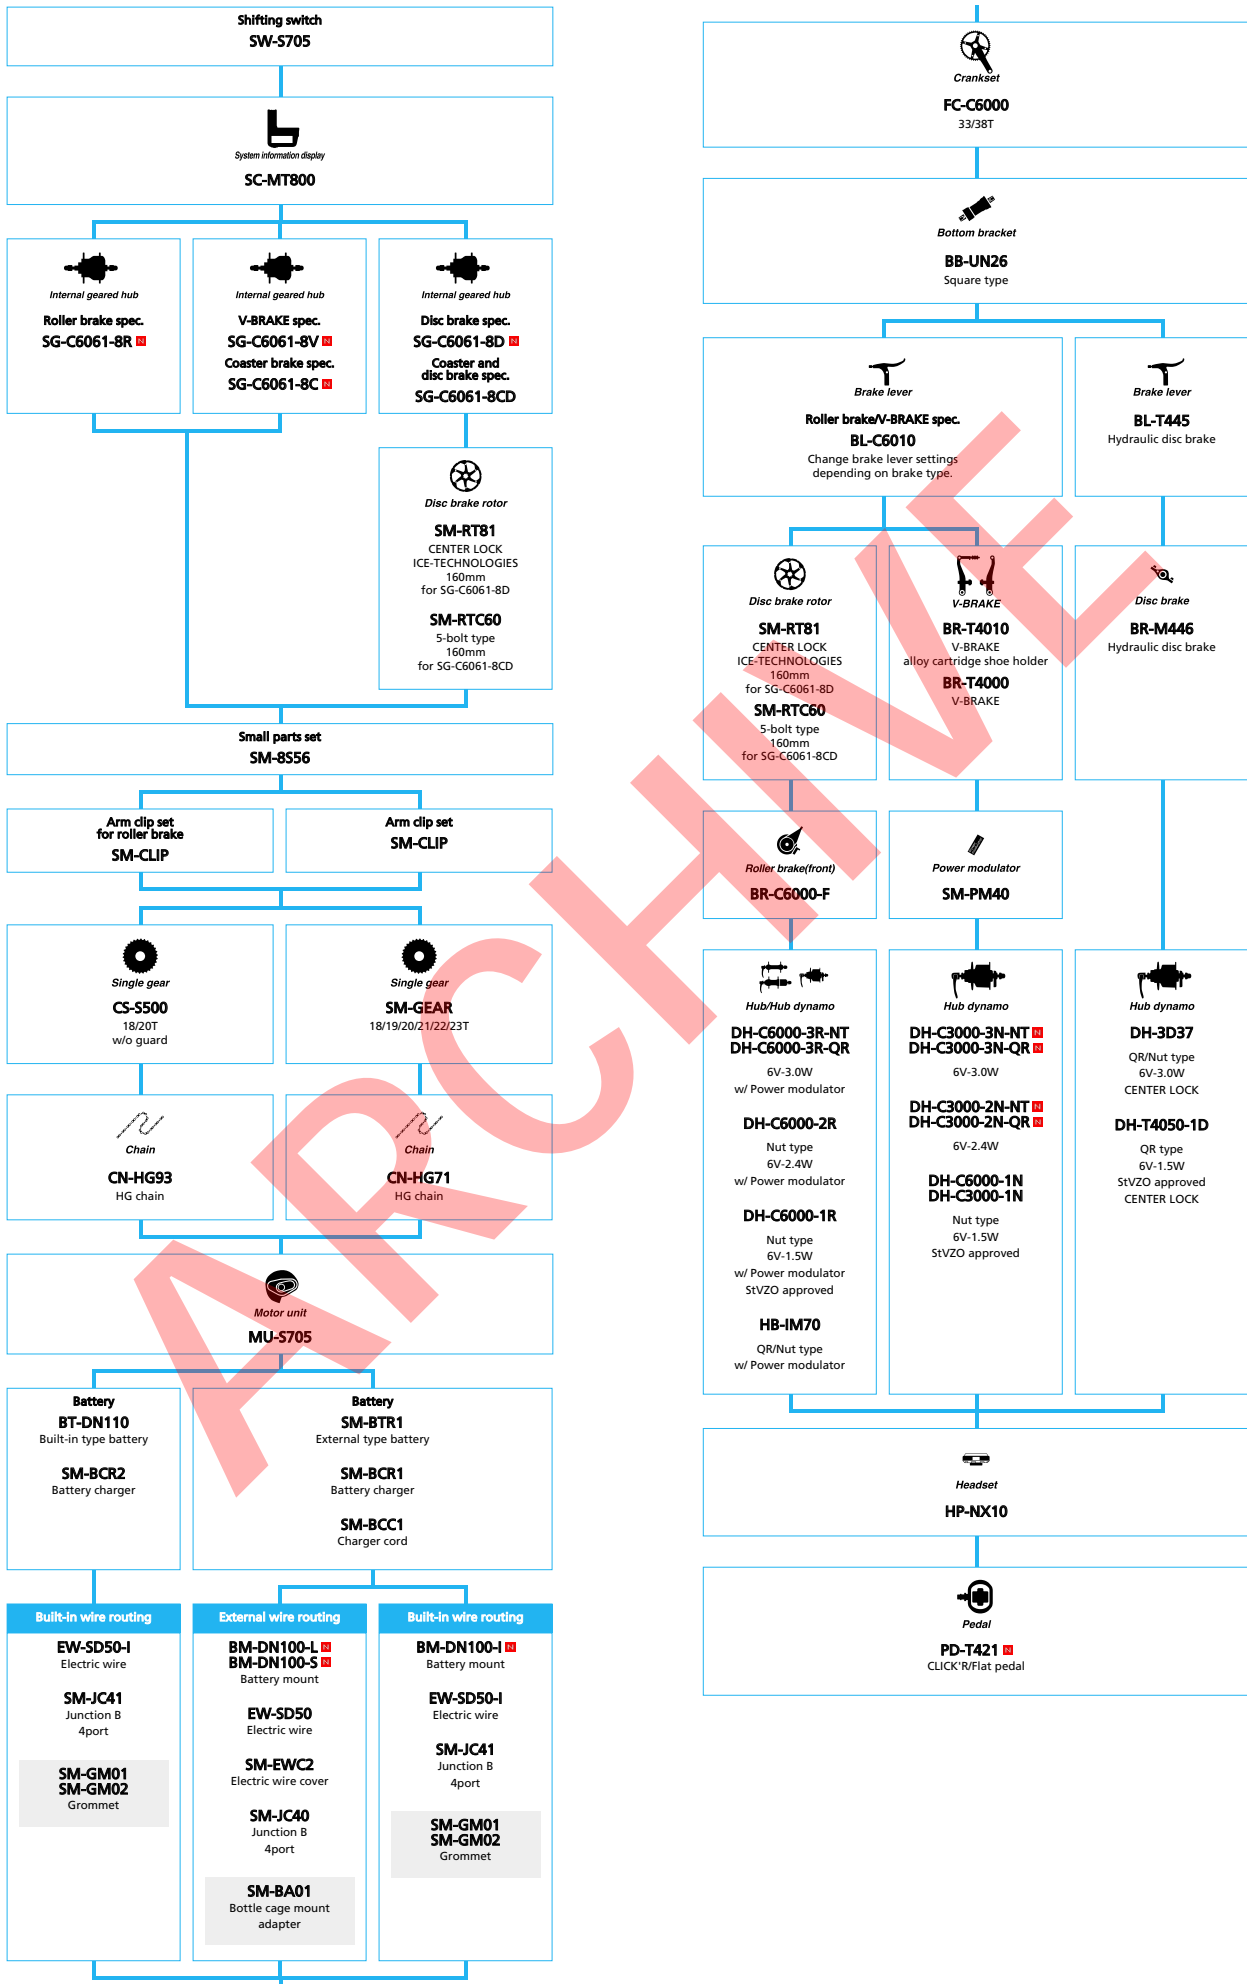 Shifting switch
SW-S705
System information display
SC-MT800
Internal geared hub
Roller brake spec.
SG-C6061-8R N
Internal geared hub
V-BRAKE spec.
SG-C6061-8V N
Coaster brake spec.
SG-C6061-8C N
Internal geared hub
Disc brake spec.
SG-C6061-8D N
Coaster and
disc brake spec.
SG-C6061-8CD
Disc brake rotor
SM-RT81
CENTER LOCK
ICE-TECHNOLOGIES
160mm
for SG-C6061-8D
SM-RTC60
5-bolt type
160mm
for SG-C6061-8CD
Small parts set
SM-8S56
Arm clip set
for roller brake
SM-CLIP
Arm clip set
SM-CLIP
Single gear
CS-S500
18/20T
w/o guard
Single gear
SM-GEAR
18/19/20/21/22/23T
Chain
CN-HG93
HG chain
Chain
CN-HG71
HG chain
Motor unit
MU-S705
Battery
BT-DN110
Built-in type battery
SM-BCR2
Battery charger
Battery
SM-BTR1
External type battery
SM-BCR1
Battery charger
SM-BCC1
Charger cord
Built-in wire routing
EW-SD50-I
Electric wire
SM-JC41
Junction B
4port
SM-GM01
SM-GM02
Grommet
External wire routing
BM-DN100-L N
BM-DN100-S N
Battery mount
EW-SD50
Electric wire
SM-EWC2
Electric wire cover
SM-JC40
Junction B
4port
SM-BA01
Bottle cage mount
adapter
Built-in wire routing
BM-DN100-I N
Battery mount
EW-SD50-I
Electric wire
SM-JC41
Junction B
4port
SM-GM01
SM-GM02
Grommet
Crankset
FC-C6000
33/38T
Bottom bracket
BB-UN26
Square type
Brake lever
Roller brake/V-BRAKE spec.
BL-C6010
Change brake lever settings
depending on brake type.
Brake lever
BL-T445
Hydraulic disc brake
Disc brake rotor
SM-RT81
CENTER LOCK
ICE-TECHNOLOGIES
160mm
for SG-C6061-8D
SM-RTC60
5-bolt type
160mm
for SG-C6061-8CD
V-BRAKE
BR-T4010
V-BRAKE
alloy cartridge shoe holder
BR-T4000
V-BRAKE
Disc brake
BR-M446
Hydraulic disc brake
Roller brake(front)
BR-C6000-F
Power modulator
SM-PM40
Hub/Hub dynamo
DH-C6000-3R-NT
DH-C6000-3R-QR
6V-3.0W
w/ Power modulator
DH-C6000-2R
Nut type
6V-2.4W
w/ Power modulator
DH-C6000-1R
Nut type
6V-1.5W
w/ Power modulator
StVZO approved
HB-IM70
QR/Nut type
w/ Power modulator
Hub dynamo
DH-C3000-3N-NT N
DH-C3000-3N-QR N
6V-3.0W
DH-C3000-2N-NT N
DH-C3000-2N-QR N
6V-2.4W
DH-C6000-1N
DH-C3000-1N
Nut type
6V-1.5W
StVZO approved
Hub dynamo
DH-3D37
QR/Nut type
6V-3.0W
CENTER LOCK
DH-T4050-1D
QR type
6V-1.5W
StVZO approved
CENTER LOCK
Headset
HP-NX10
Pedal
PD-T421 N
CLICK'R/Flat pedal
ARCHIVE